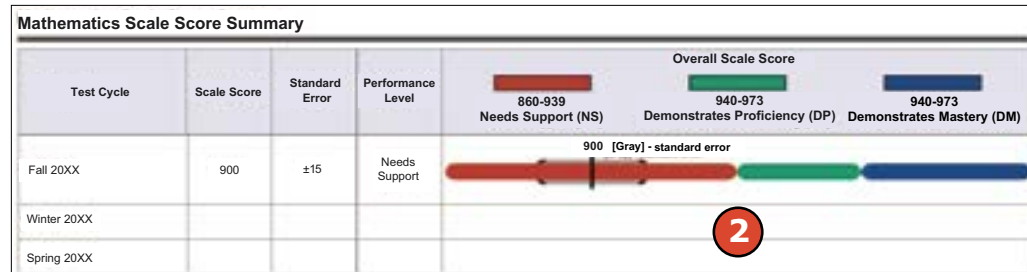 Mathematics Scale Score Summary
Test Cycle
Scale Score
Standard
Error
Performance
Level
Overall Scale Score
860-939
Needs Support (NS)
940-973
Demonstrates Proficiency (DP)
940-973
Demonstrates Mastery (DM)
Fall 20XX
900
±15
Needs
Support
900 [Gray] - standard error
Winter 20XX
2
Spring 20XX